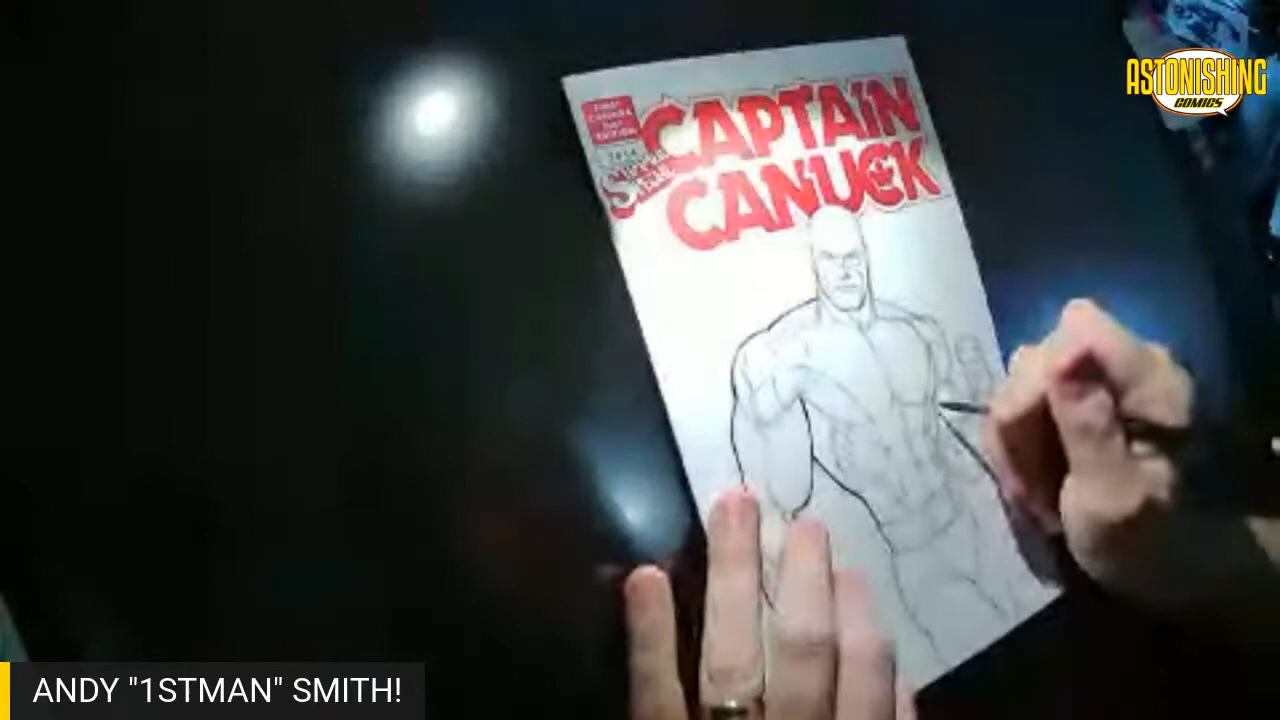 ASTONISHING
COMICS
CAPTAIN
CANUCK
ANDY "1STMAN" SMITH!